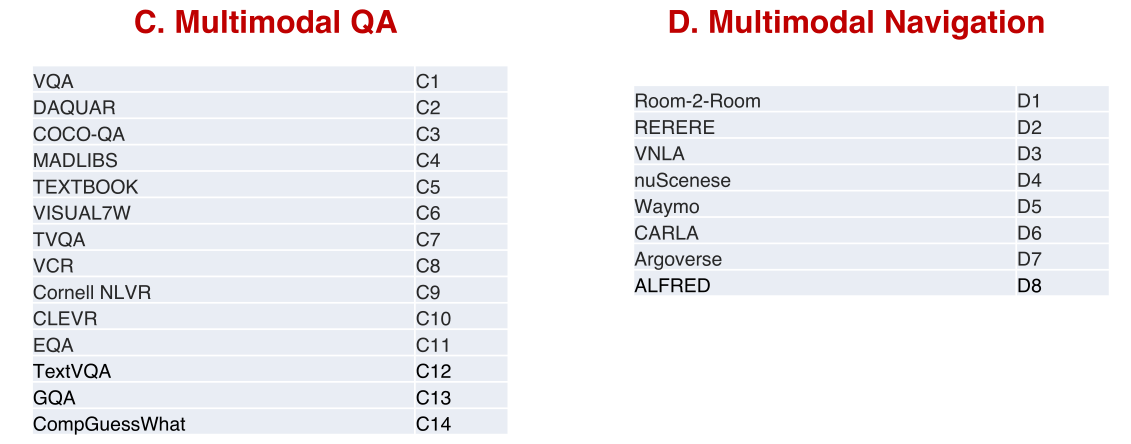 C. Multimodal QA
VQA C1
DAQUAR C2
COCO-QA C3
MADLIBS C4
TEXTBOOK C5
VISUAL7W C6
TVQA C7
VCR C8
Cornell NLVR C9
CLEVR C10
EQA C11
TextVQA C12
GQA C13
CompGuessWhat C14
D. Multimodal Navigation
Room-2-Room D1
RERERE D2
VNLA D3
nuScenese D4
Waymo D5
CARLA D6
Argoverse D7
ALFRED D8